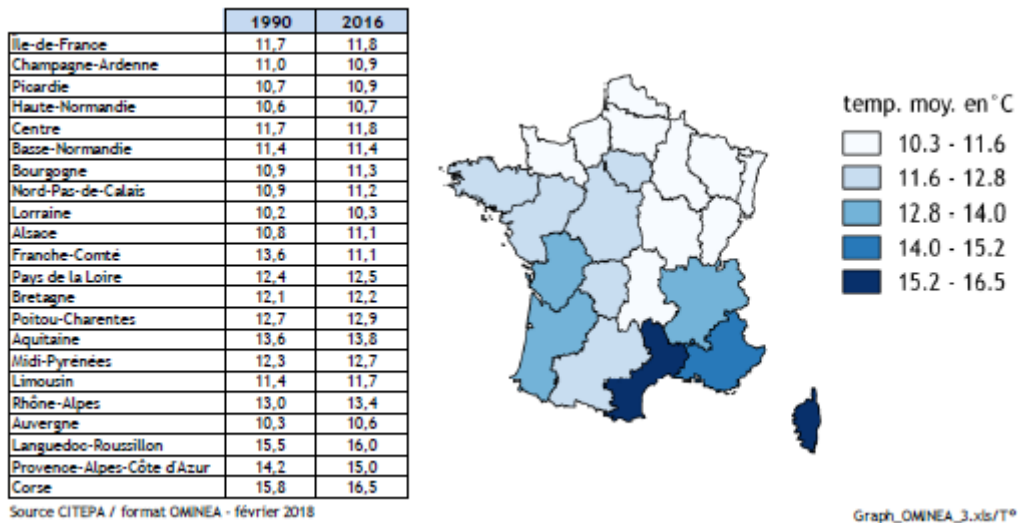 1990 2016
Île-de-France 11,7 11,8
Champagne-Ardenne 11,0 10,9
Picardie 10,7 10,9
Haute-Normandie 10,6 10,7
Centre 11,7 11,8
Basse-Normandie 11,4 11,4
Bourgogne 10,9 11,3
Nord-Pas-de-Calais 10,9 11,2
Lorraine 10,2 10,3
Alsace 10,8 11,1
Franche-Comté 13,6 11,1
Pays de la Loire 12,4 12,5
Bretagne 12,1 12,2
Poitou-Charentes 12,7 12,9
Aquitaine 13,6 13,8
Midi-Pyrénées 12,3 12,7
Limousin 11,4 11,7
Rhône-Alpes 13,0 13,4
Auvergne 10,3 10,6
Languedoc-Roussillon 15,5 16,0
Provence-Alpes-Côte d'Azur 14,2 15,0
Corse 15,8 16,5
Source CITEPA / format OMINEA - février 2018
temp. moy. en °C
10.3 - 11.6
11.6 - 12.8
12.8 - 14.0
14.0 - 15.2
15.2 - 16.5
Graph_OMINEA_3.xls/T°